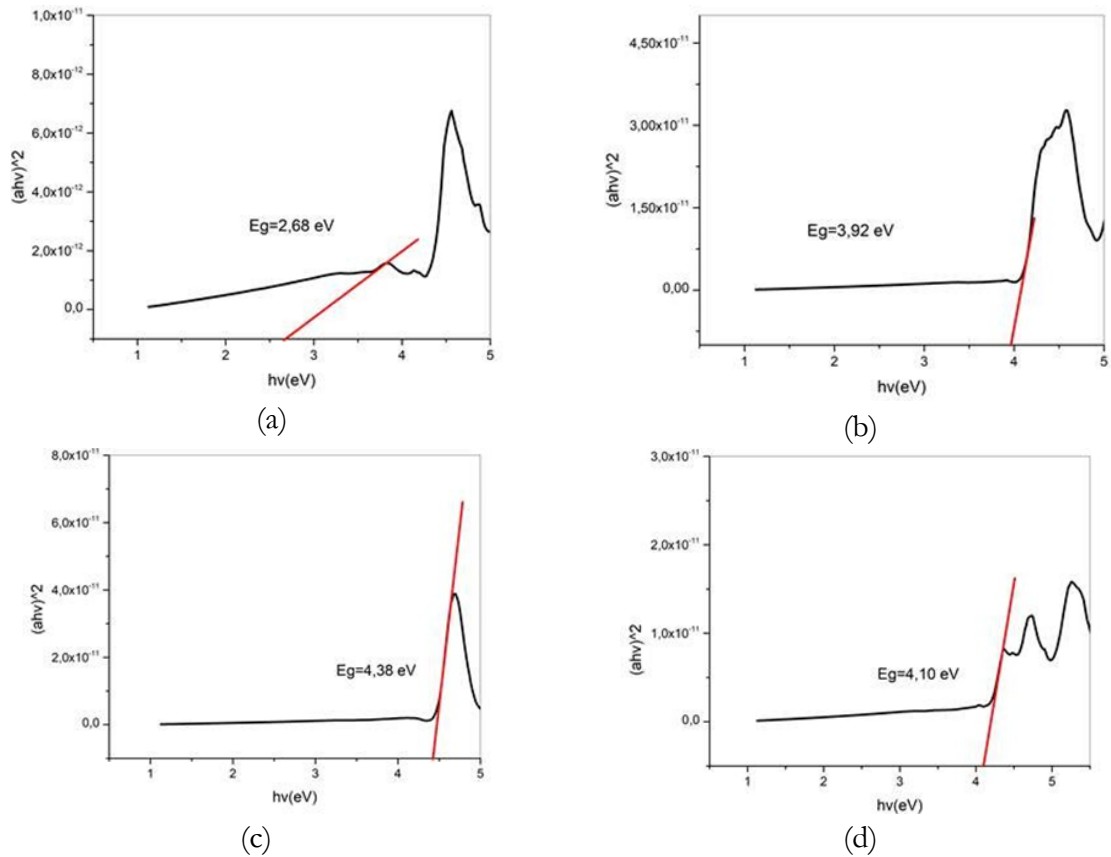 1,0x10^-11
8,0x10^-12
6,0x10^-12
4,0x10^-12
2,0x10^-12
0,0
(ahv)^2
Eg=2,68 eV
1 2 3 4 5
hv(eV)
(a)
4,50x10^-11
3,00x10^-11
1,50x10^-11
0,00
(ahv)^2
Eg=3,92 eV
1 2 3 4 5
hv(eV)
(b)
8,0x10^-11
6,0x10^-11
4,0x10^-11
2,0x10^-11
0,0
(ahv)^2
Eg=4,38 eV
1 2 3 4 5
hv(eV)
(c)
3,0x10^-11
2,0x10^-11
1,0x10^-11
0,0
(ahv)^2
Eg=4,10 eV
1 2 3 4 5
hv(eV)
(d)